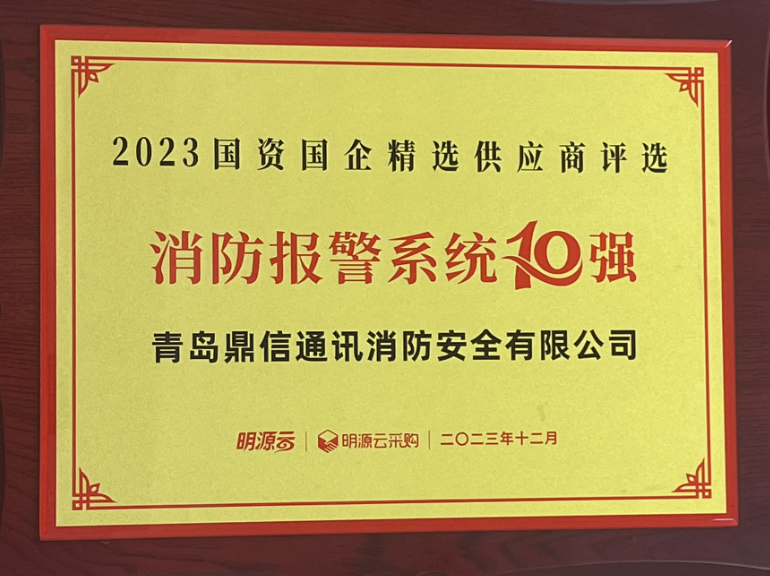 2023国资国企精选供应商评选
消防报警系统10强
青岛鼎信通讯消防安全有限公司
明源云 明源云采购 二〇二三年十二月